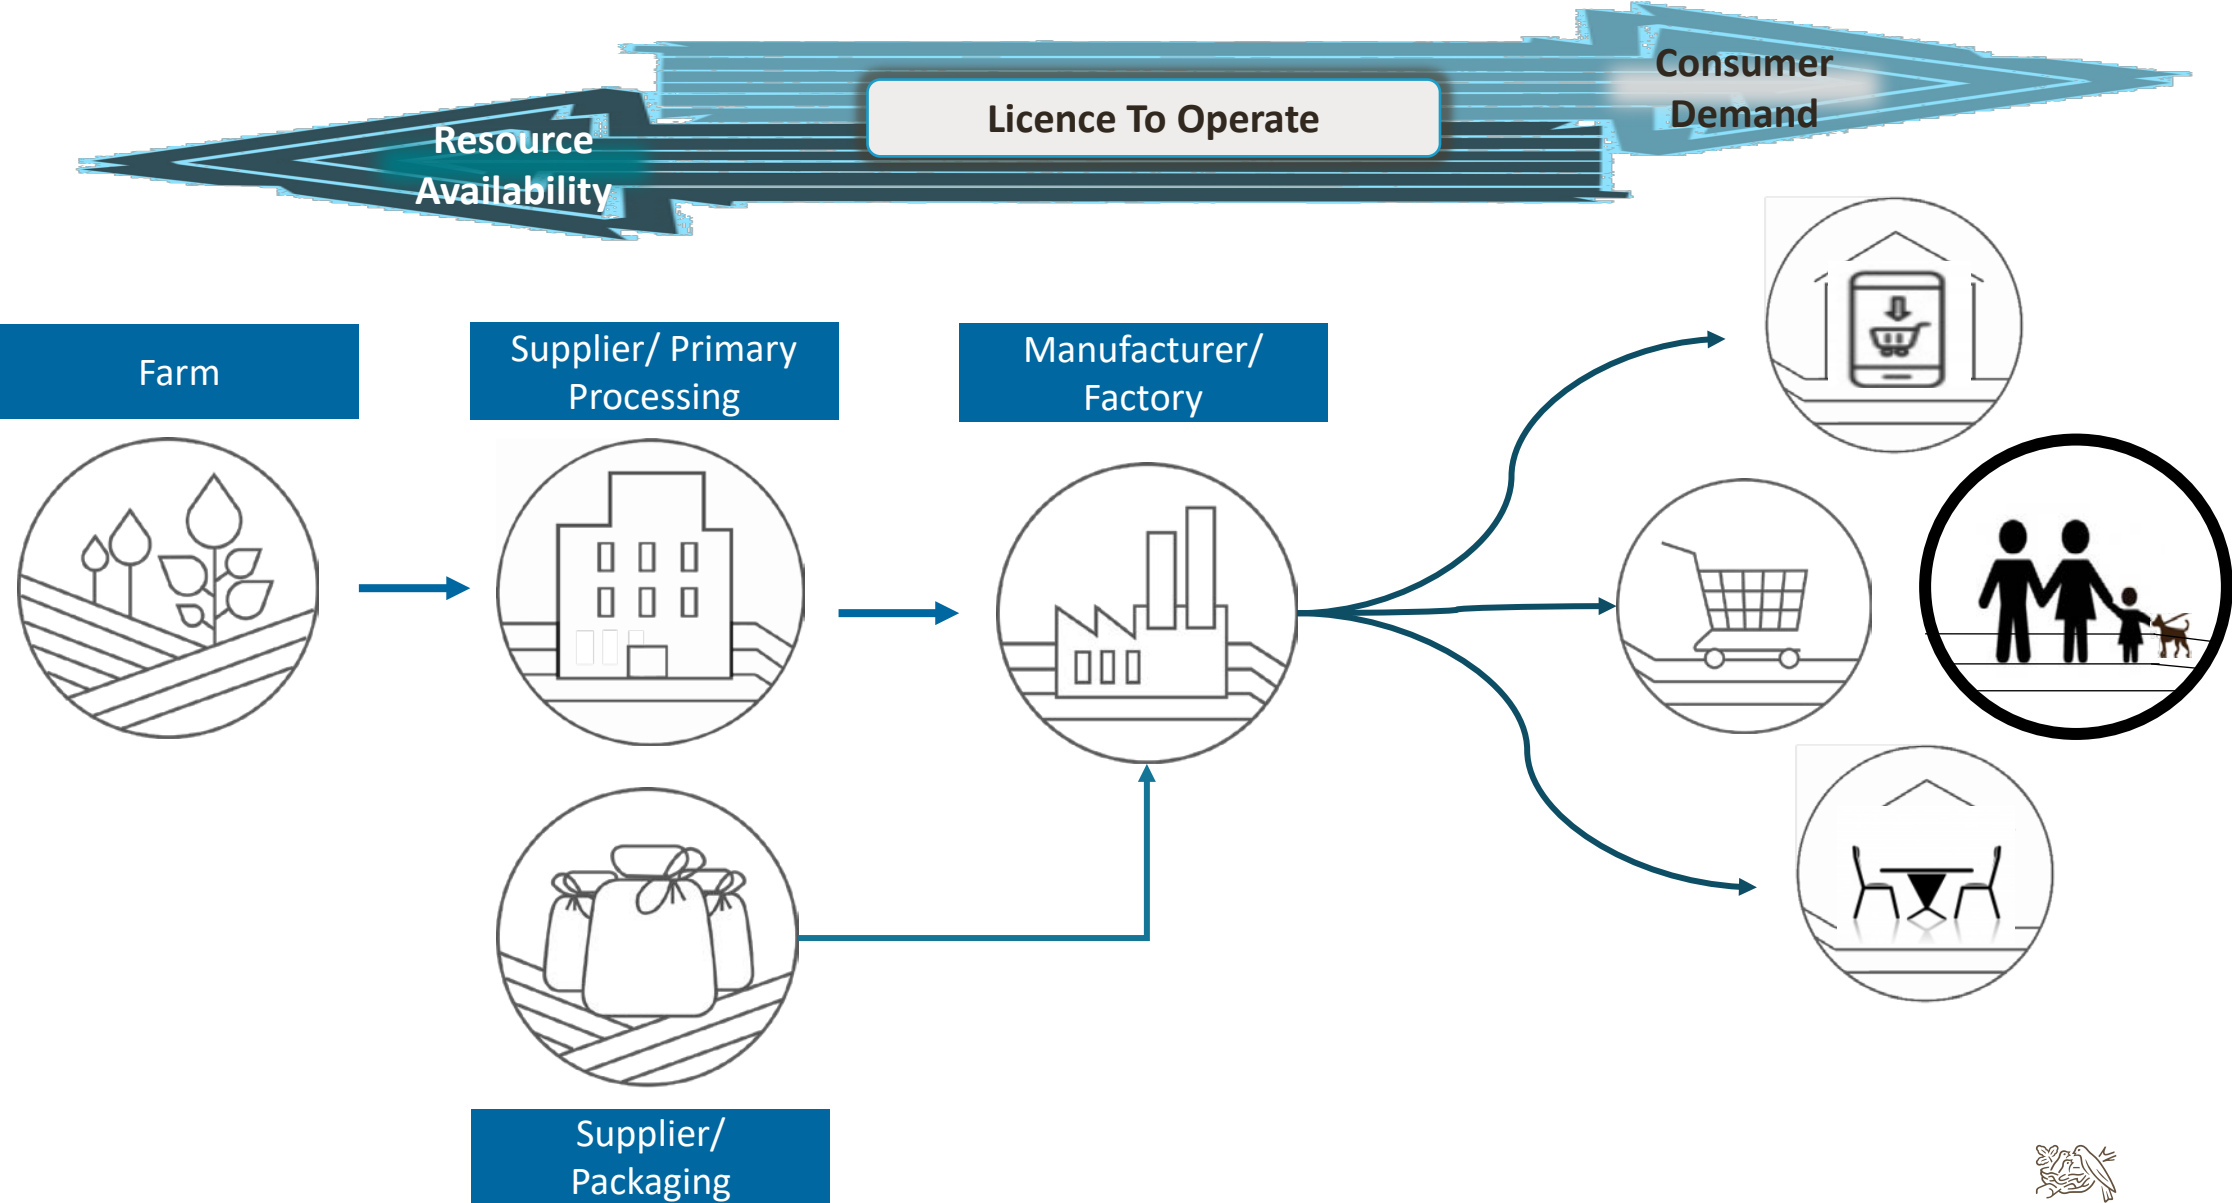 Consumer
Demand
Licence To Operate
Resource
Availability
Farm
Supplier/ Primary
Processing
Manufacturer/
Factory
Supplier/
Packaging